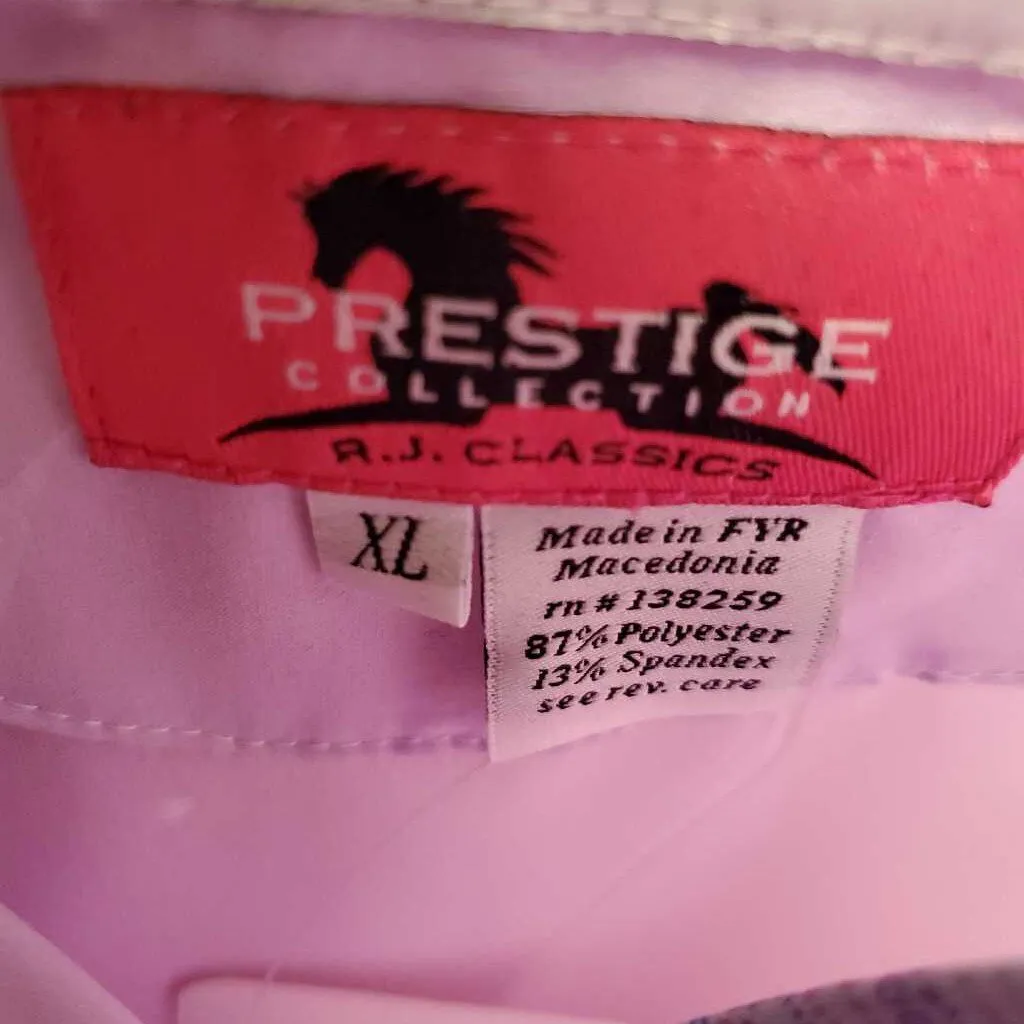 PRESTIGE
COLLECTION
R.J. CLASSICS
XL
Made in FYR
Macedonia
rn # 138259
87% Polyester
13% Spandex
see rev. care